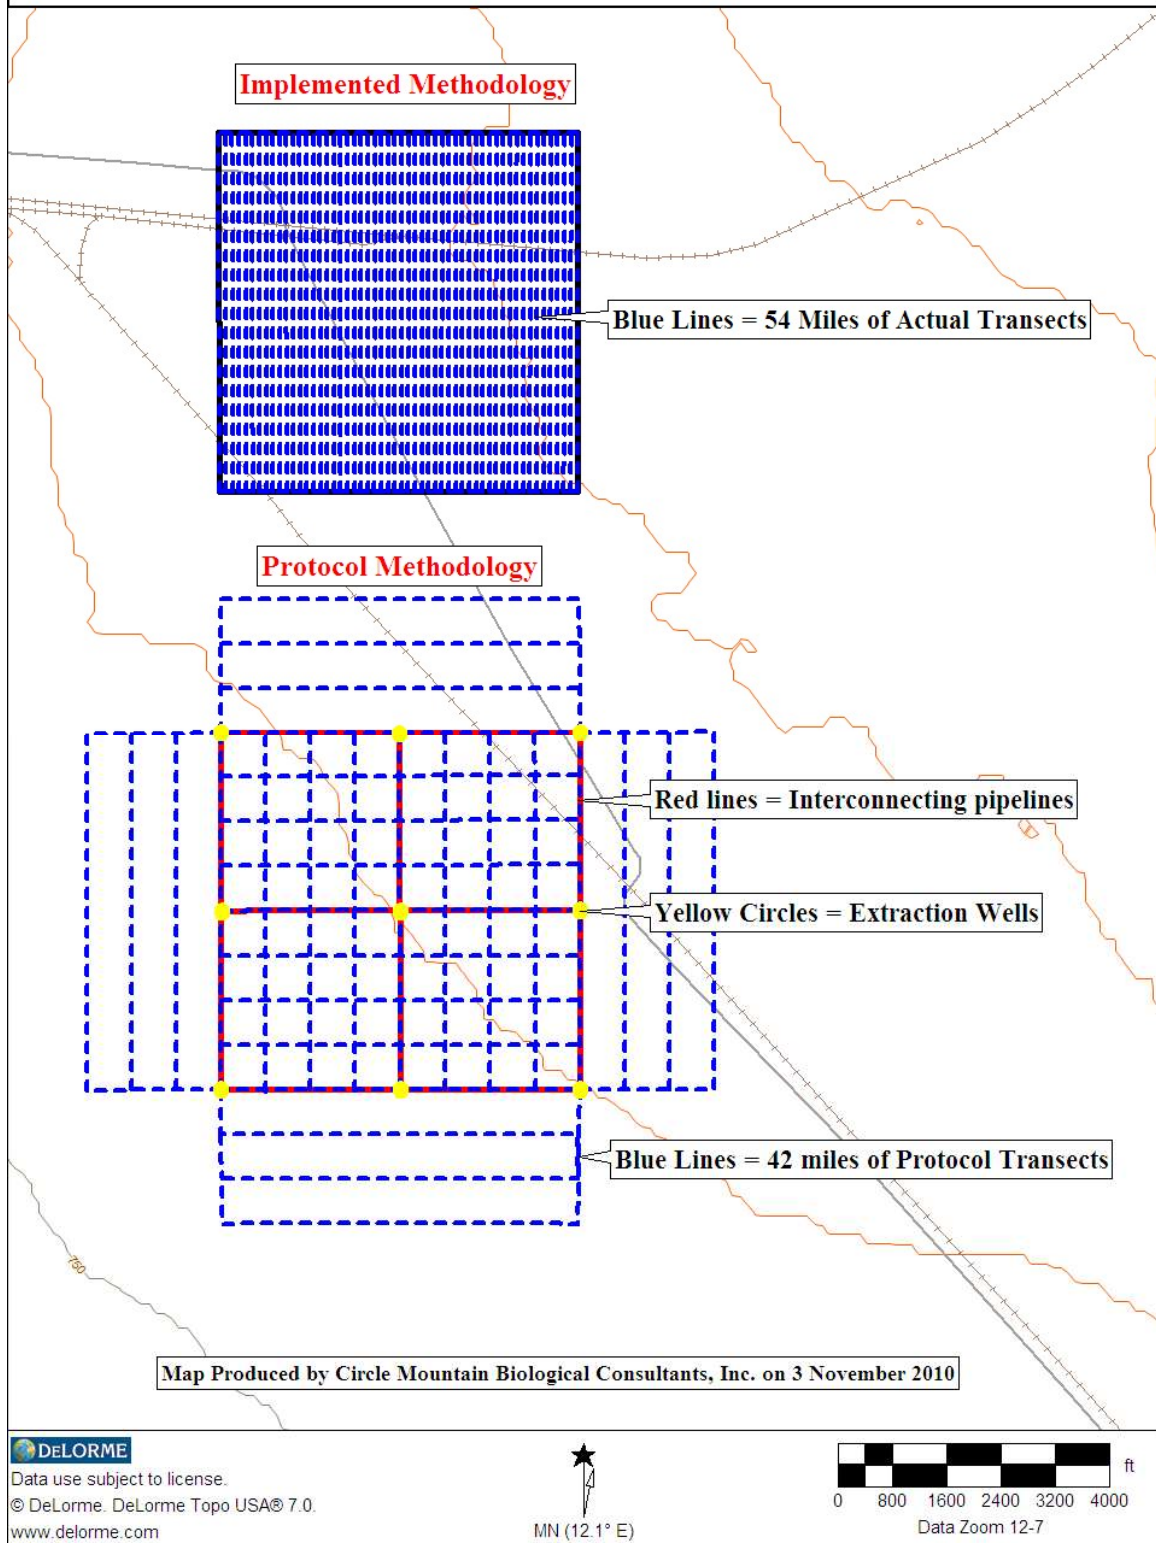 Implemented Methodology
Blue Lines = 54 Miles of Actual Transects
Protocol Methodology
Red lines = Interconnecting pipelines
Yellow Circles = Extraction Wells
Blue Lines = 42 miles of Protocol Transects
750
Map Produced by Circle Mountain Biological Consultants, Inc. on 3 November 2010
DELORME
Data use subject to license.
© DeLorme. DeLorme Topo USA® 7.0.
www.delorme.com
MN (12.1° E)
ft
0 800 1600 2400 3200 4000
Data Zoom 12-7